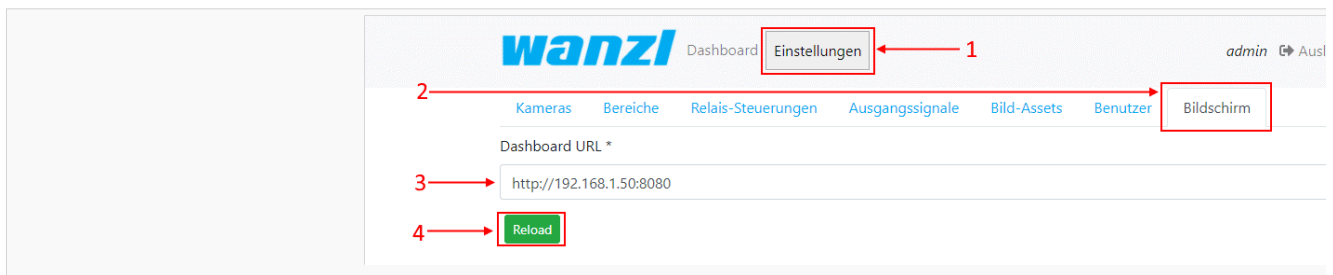 wanzl Dashboard Einstellungen 1 admin Ausl
2
Kameras Bereiche Relais-Steuerungen Ausgangssignale Bild-Assets Benutzer Bildschirm
Dashboard URL *
3 http://192.168.1.50:8080
4 Reload